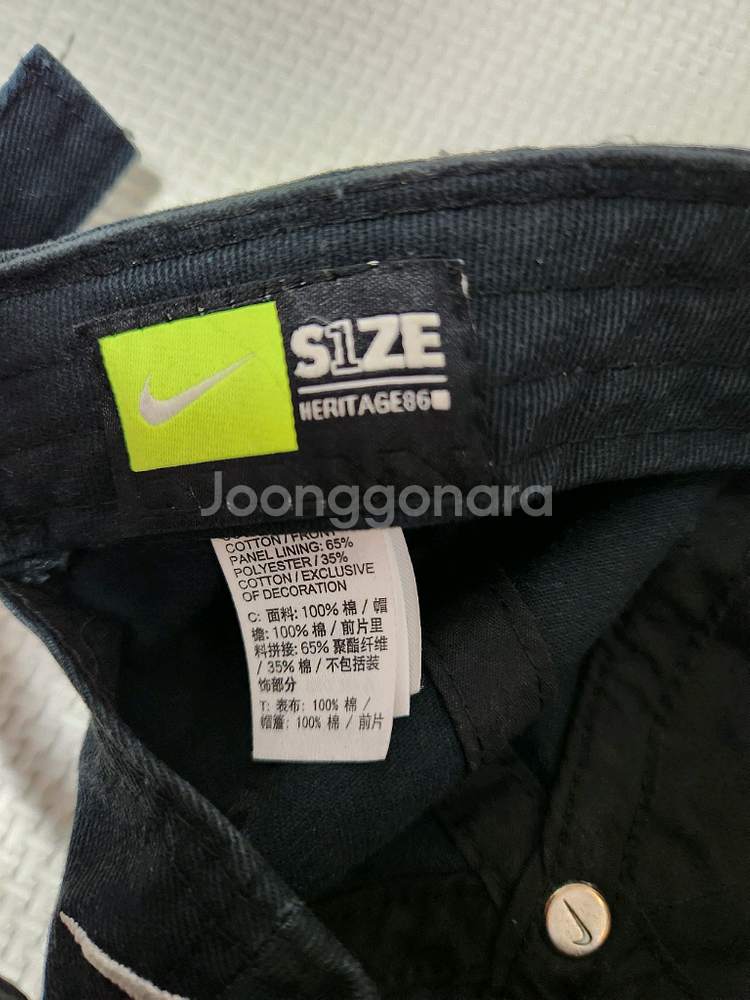 S1ZE
HERITAGE86
Joonggonara
COTTON/FRONT
PANEL LINING: 65%
POLYESTER/35%
COTTON/EXCLUSIVE
OF DECORATION
C: 面料: 100% 棉 / 帽
檐: 100% 棉 / 前片里
料拼接: 65% 聚酯纤维
/ 35% 棉 / 不包括装
饰部分
T: 表布: 100% 棉 /
帽簷: 100% 棉 / 前片